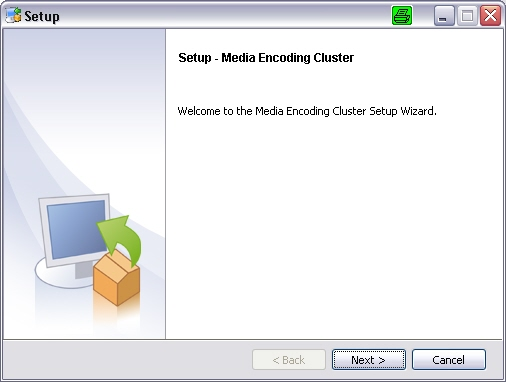 Setup
Setup - Media Encoding Cluster
Welcome to the Media Encoding Cluster Setup Wizard.
< Back
Next >
Cancel